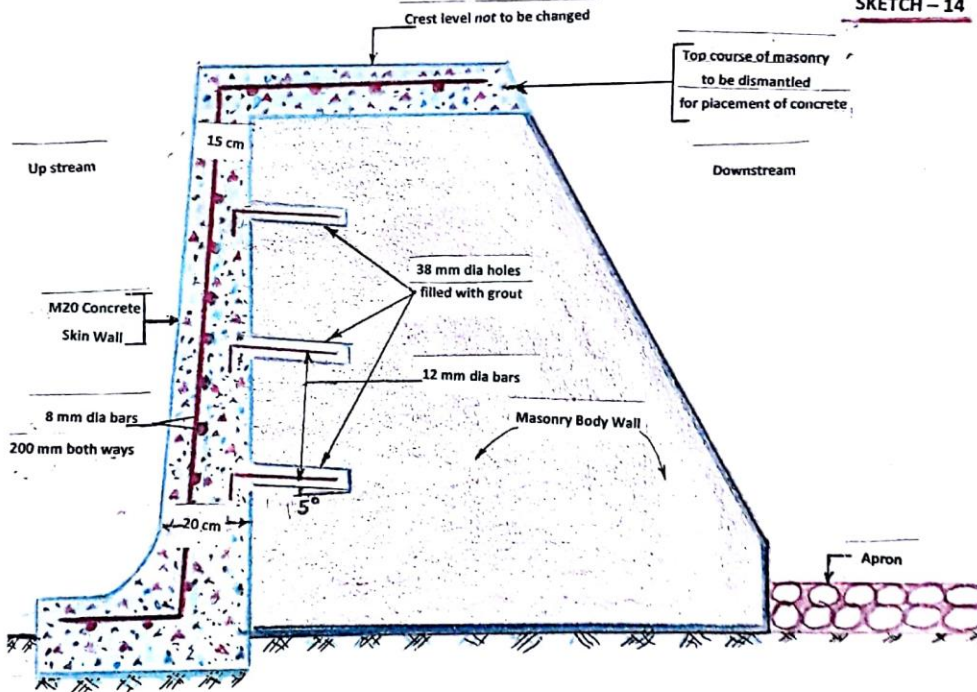 SKETCH – 14
Crest level not to be changed
Top course of masonry
to be dismantled
for placement of concrete
15 cm
Up stream
Downstream
38 mm dia holes
filled with grout
M20 Concrete
Skin Wall
12 mm dia bars
8 mm dia bars
200 mm both ways
Masonry Body Wall
5°
20 cm
Apron